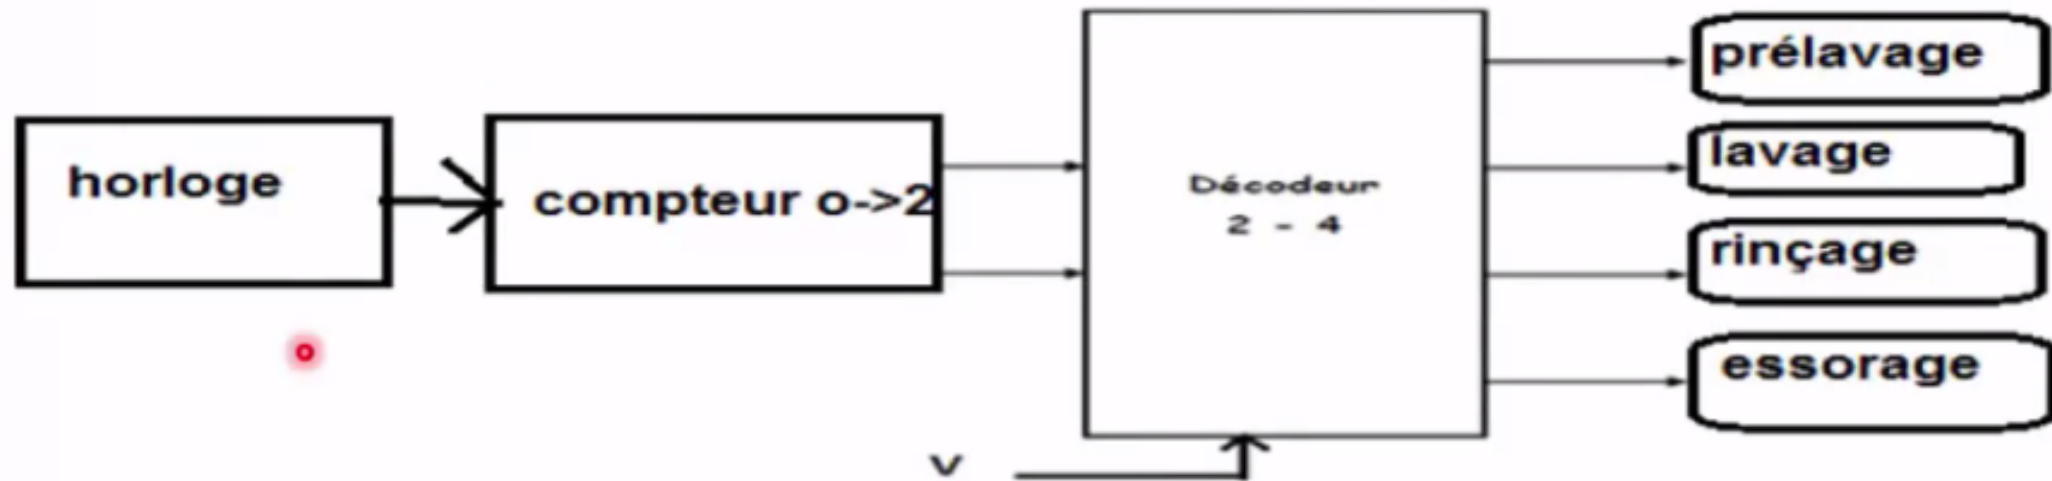 horloge
compteur o->2
Décodeur
2 - 4
prélavage
lavage
rinçage
essorage
v